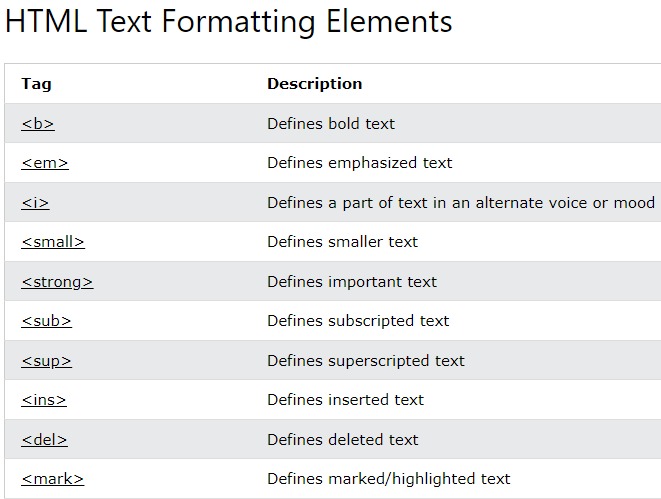 HTML Text Formatting Elements
Tag Description
<b> Defines bold text
<em> Defines emphasized text
<i> Defines a part of text in an alternate voice or mood
<small> Defines smaller text
<strong> Defines important text
<sub> Defines subscripted text
<sup> Defines superscripted text
<ins> Defines inserted text
<del> Defines deleted text
<mark> Defines marked/highlighted text